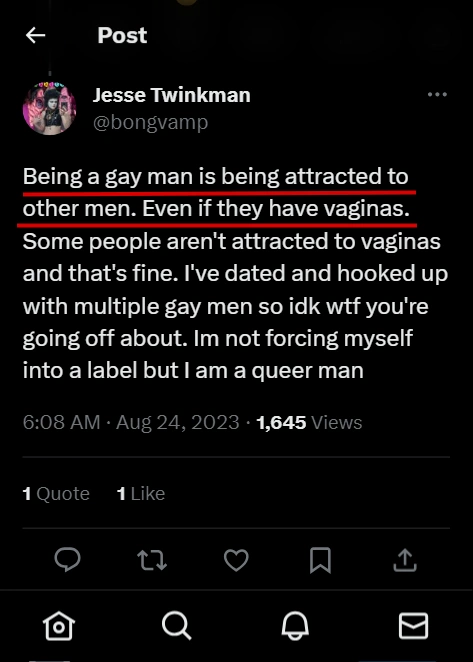 Post
Jesse Twinkman
@bongvamp
Being a gay man is being attracted to
other men. Even if they have vaginas.
Some people aren't attracted to vaginas
and that's fine. I've dated and hooked up
with multiple gay men so idk wtf you're
going off about. Im not forcing myself
into a label but I am a queer man
6:08 AM · Aug 24, 2023 · 1,645 Views
1 Quote 1 Like